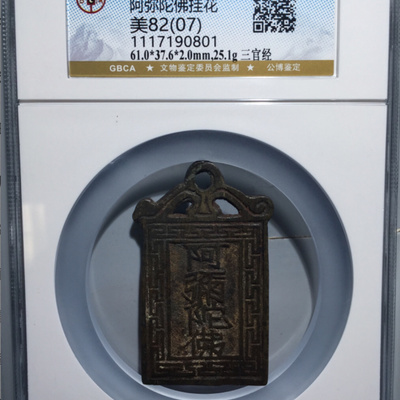 阿弥陀佛挂花
美82(07)
1117190801
61.0*37.6*2.0mm,25.1g 三官经
GBCA ★ 文物鉴定委员会监制 ★ 公博鉴定
阿弥陀佛